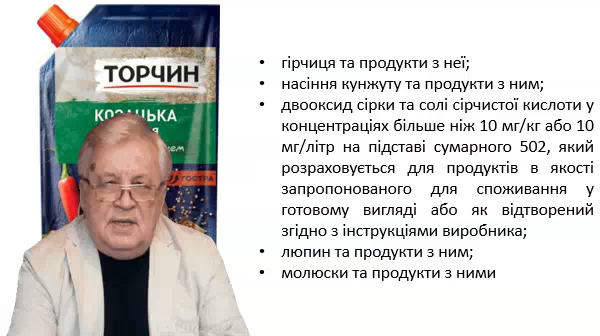 ТОРЧИН
КОЗАЦЬКА
• гірчиця та продукти з неї;
• насіння кунжуту та продукти з ним;
• двооксид сірки та солі сірчистої кислоти у
концентраціях більше ніж 10 мг/кг або 10
мг/літр на підставі сумарного 502, який
розраховується для продуктів в якості
запропонованого для споживання у
готовому вигляді або як відтворений
згідно з інструкціями виробника;
• люпин та продукти з ним;
• молюски та продукти з ними